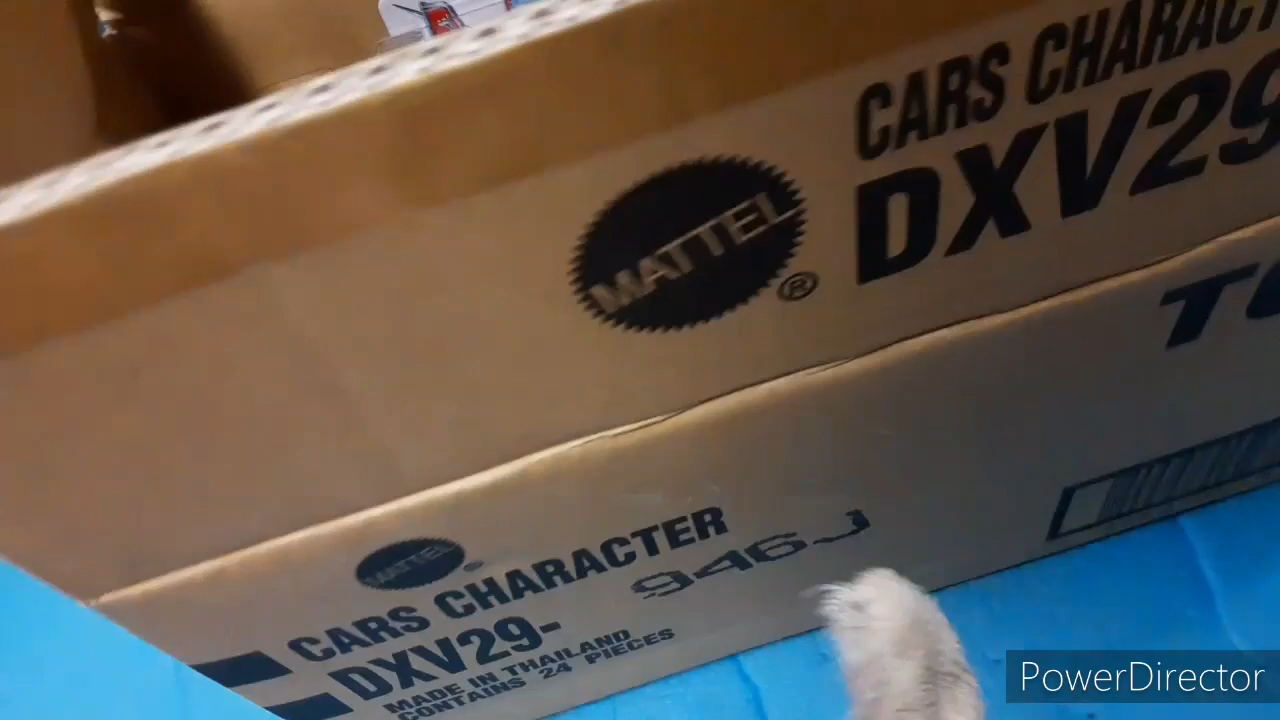 CARS CHARACT
MATTEL ®
DXV29
MATTEL ®
CARS CHARACTER
946J
DXV29-
MADE IN THAILAND
CONTAINS 24 PIECES
PowerDirector